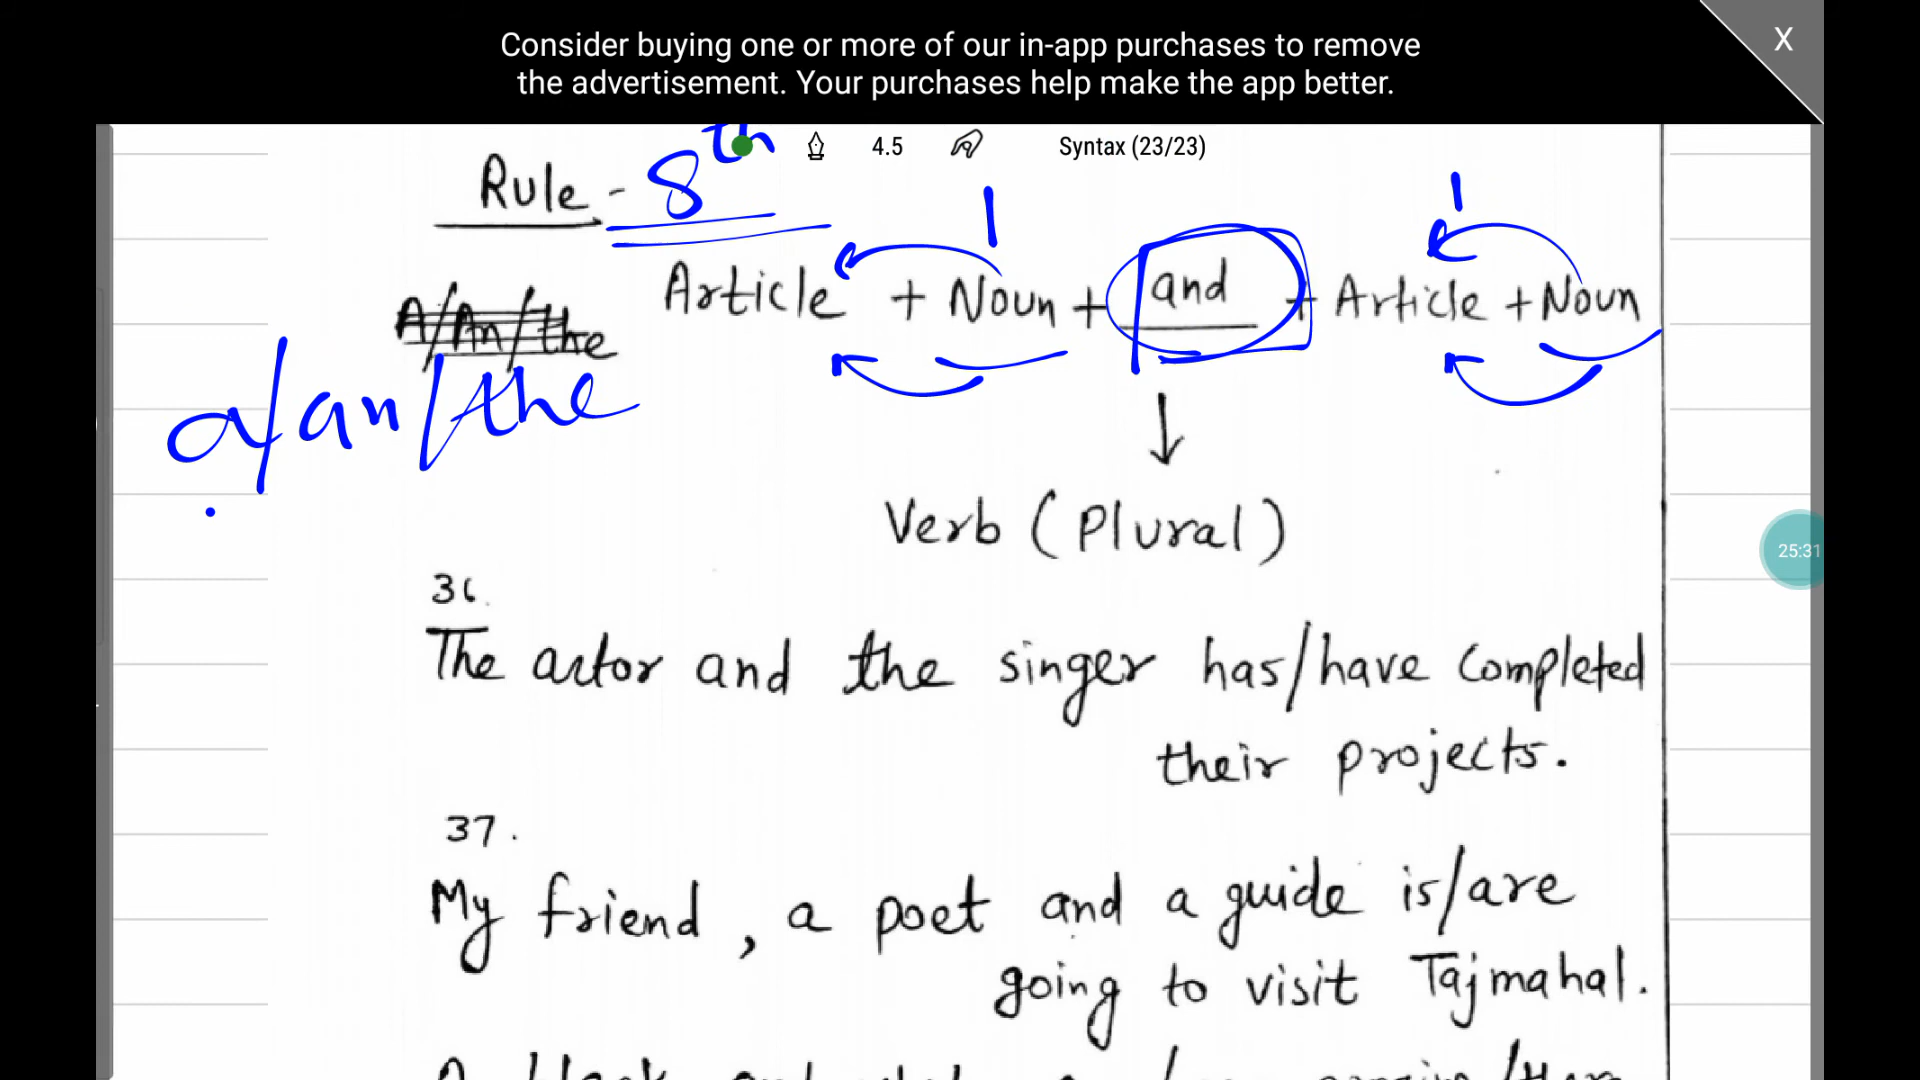 Consider buying one or more of our in-app purchases to remove
the advertisement. Your purchases help make the app better.
X
4.5
Syntax (23/23)
Rule - 8th
1 1
A/An/the Article + Noun + and + Article + Noun
a/an/the
Verb (Plural)
25:31
36.
The actor and the singer has/have completed
their projects.
37.
My friend, a poet and a guide is/are
going to visit Tajmahal.